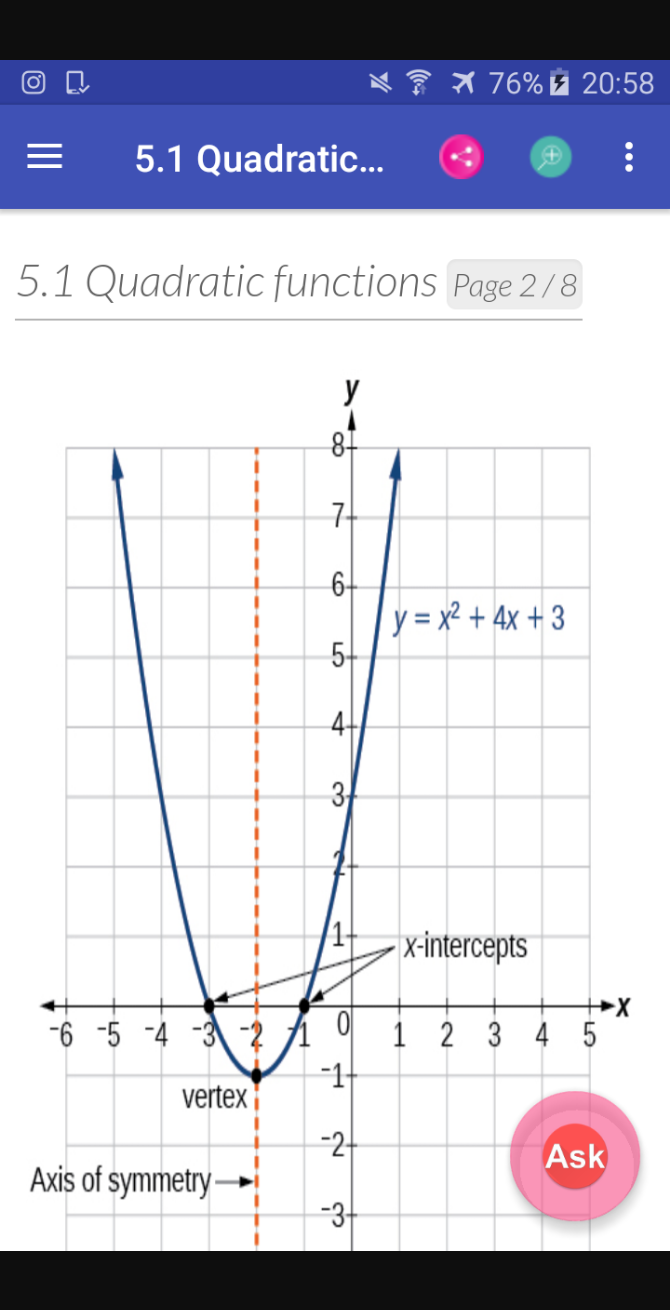 76% 20:58
5.1 Quadratic...
5.1 Quadratic functions Page 2 / 8
y
8
7
6
y = x² + 4x + 3
5
4
3
2
1
x-intercepts
x
-6 -5 -4 -3 -2 -1 0 1 2 3 4 5
-1
vertex
-2
Ask
Axis of symmetry
-3